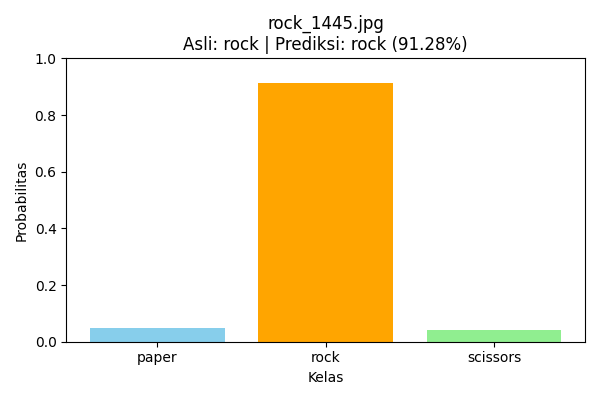 rock_1445.jpg
Asli: rock | Prediksi: rock (91.28%)
1.0
0.8
0.6
0.4
0.2
0.0
Probabilitas
paper
rock
scissors
Kelas